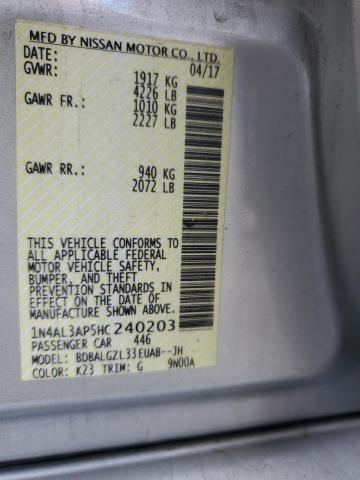 MFD BY NISSAN MOTOR CO., LTD.
DATE: 04/17
GVWR: 1917 KG
4226 LB
GAWR FR.: 1010 KG
2227 LB
GAWR RR.: 940 KG
2072 LB
THIS VEHICLE CONFORMS TO
ALL APPLICABLE FEDERAL
MOTOR VEHICLE SAFETY,
BUMPER, AND THEFT
PREVENTION STANDARDS IN
EFFECT ON THE DATE OF
MANUFACTURE SHOWN ABOVE.
1N4AL3AP5HC240203
PASSENGER CAR 446
MODEL: BDBALGZL33EUAB--JH
COLOR: K23 TRIM: G 9N00A